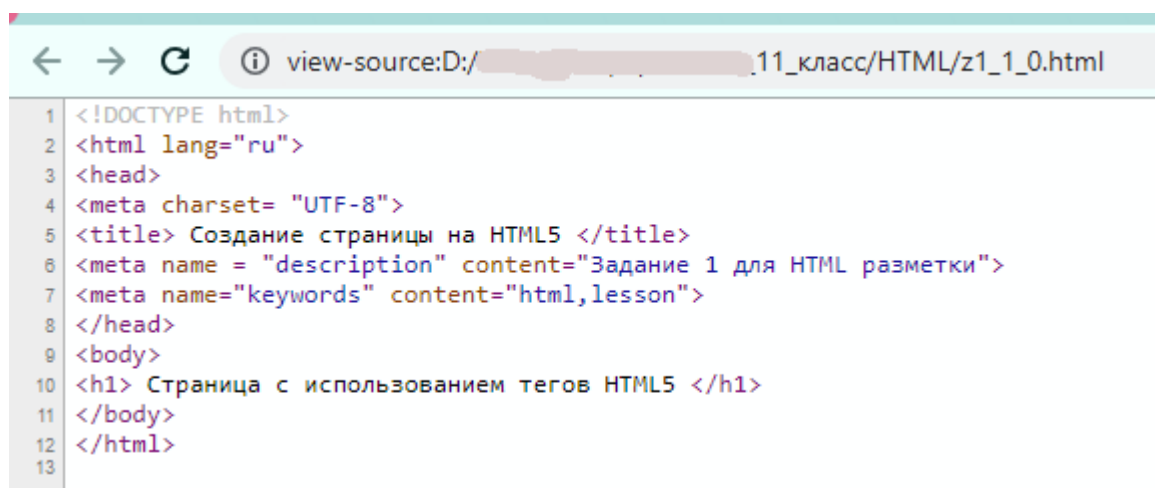 view-source:D:/ _11_класс/HTML/z1_1_0.html
1 <!DOCTYPE html>
2 <html lang="ru">
3 <head>
4 <meta charset= "UTF-8">
5 <title> Создание страницы на HTML5 </title>
6 <meta name = "description" content="Задание 1 для HTML разметки">
7 <meta name="keywords" content="html,lesson">
8 </head>
9 <body>
10 <h1> Страница с использованием тегов HTML5 </h1>
11 </body>
12 </html>
13